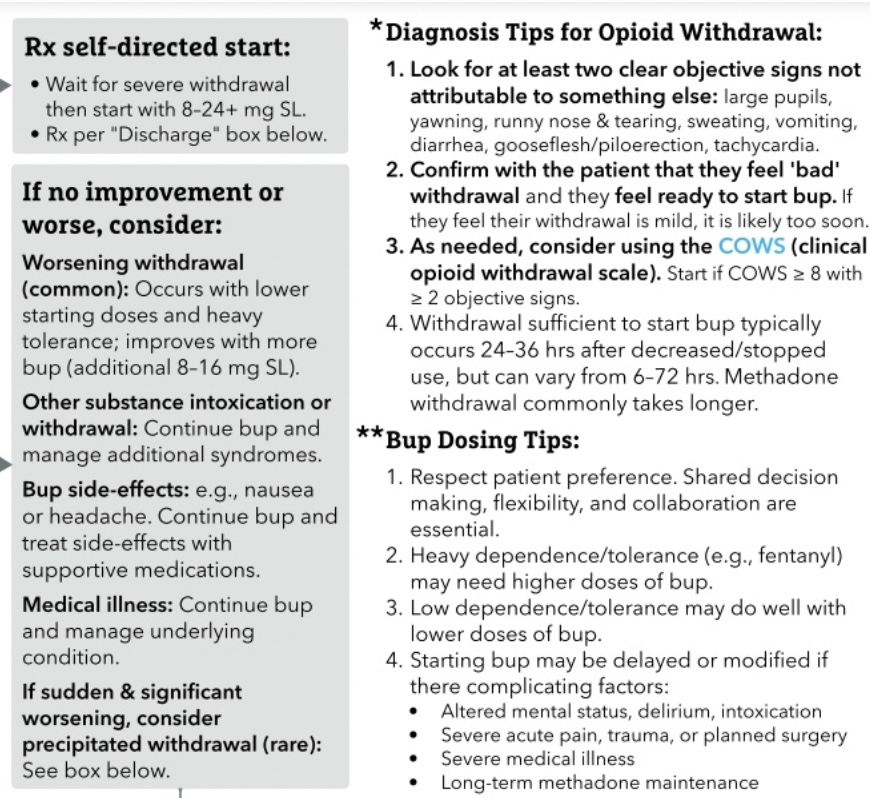 Rx self-directed start:
• Wait for severe withdrawal
then start with 8–24+ mg SL.
• Rx per "Discharge" box below.
If no improvement or
worse, consider:
Worsening withdrawal
(common): Occurs with lower
starting doses and heavy
tolerance; improves with more
bup (additional 8–16 mg SL).
Other substance intoxication or
withdrawal: Continue bup and
manage additional syndromes.
Bup side-effects: e.g., nausea
or headache. Continue bup and
treat side-effects with
supportive medications.
Medical illness: Continue bup
and manage underlying
condition.
If sudden & significant
worsening, consider
precipitated withdrawal (rare):
See box below.
*Diagnosis Tips for Opioid Withdrawal:
1. Look for at least two clear objective signs not
attributable to something else: large pupils,
yawning, runny nose & tearing, sweating, vomiting,
diarrhea, gooseflesh/piloerection, tachycardia.
2. Confirm with the patient that they feel 'bad'
withdrawal and they feel ready to start bup. If
they feel their withdrawal is mild, it is likely too soon.
3. As needed, consider using the COWS (clinical
opioid withdrawal scale). Start if COWS ≥ 8 with
≥ 2 objective signs.
4. Withdrawal sufficient to start bup typically
occurs 24–36 hrs after decreased/stopped
use, but can vary from 6–72 hrs. Methadone
withdrawal commonly takes longer.
**Bup Dosing Tips:
1. Respect patient preference. Shared decision
making, flexibility, and collaboration are
essential.
2. Heavy dependence/tolerance (e.g., fentanyl)
may need higher doses of bup.
3. Low dependence/tolerance may do well with
lower doses of bup.
4. Starting bup may be delayed or modified if
there complicating factors:
• Altered mental status, delirium, intoxication
• Severe acute pain, trauma, or planned surgery
• Severe medical illness
• Long-term methadone maintenance